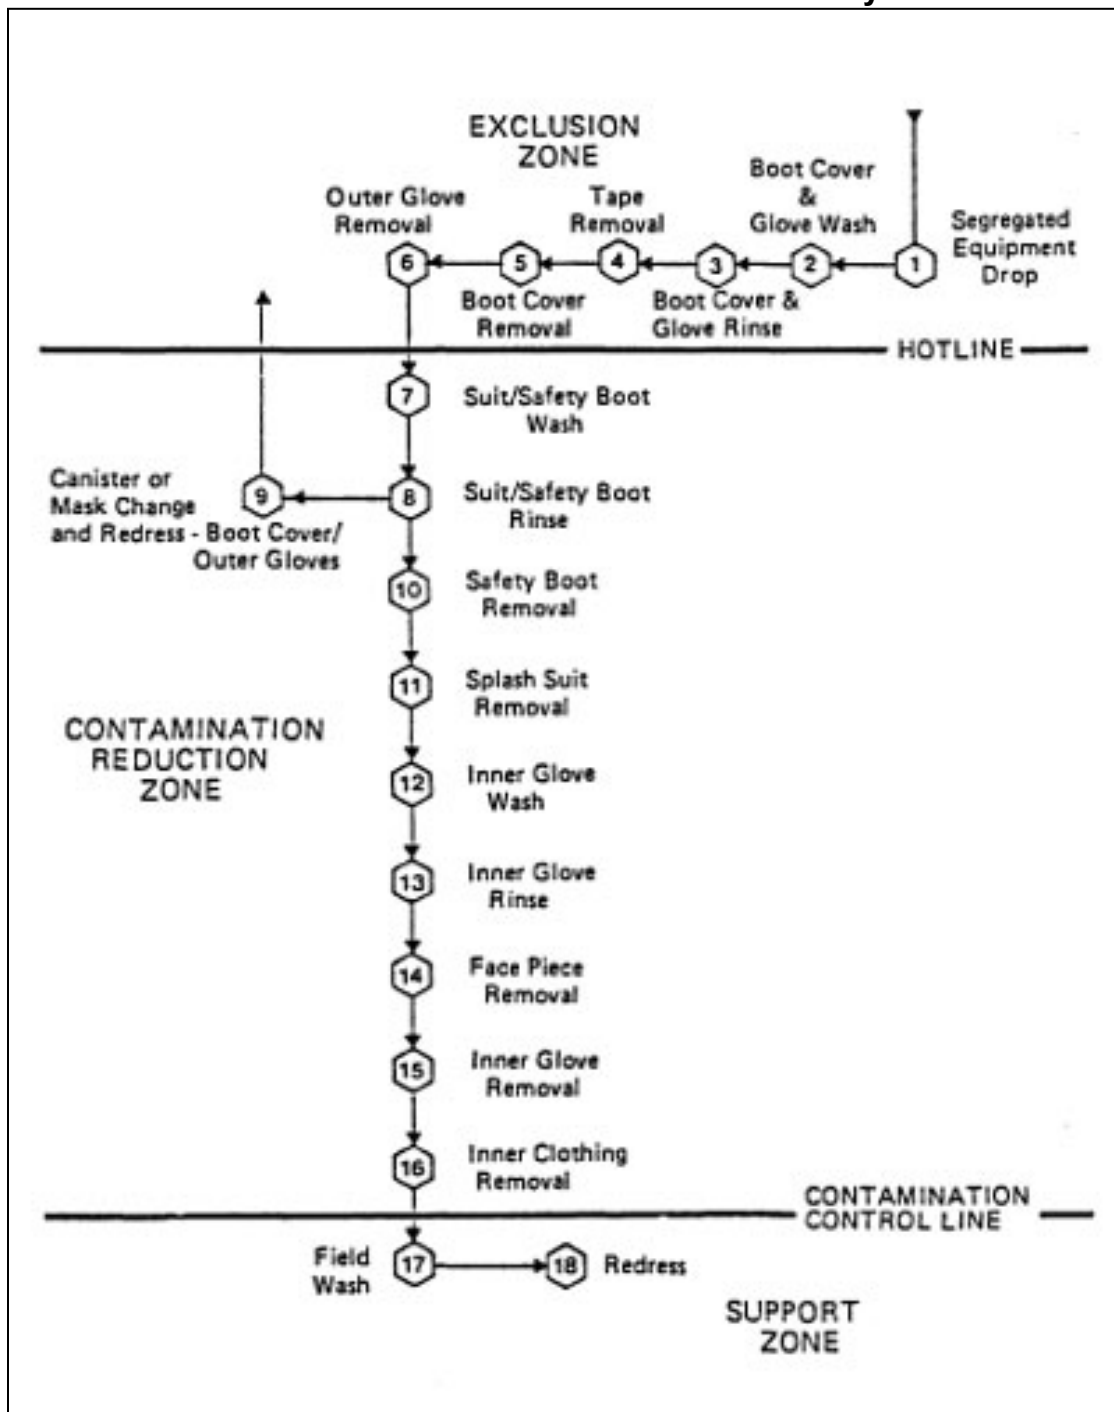 EXCLUSION
ZONE
Outer Glove
Removal
Tape
Removal
Boot Cover
&
Glove Wash
Segregated
Equipment
Drop
6
5
4
3
2
1
Boot Cover
Removal
Boot Cover &
Glove Rinse
HOTLINE
7
Suit/Safety Boot
Wash
Canister or
Mask Change
and Redress - Boot Cover/
Outer Gloves
9
8
Suit/Safety Boot
Rinse
10
Safety Boot
Removal
11
Splash Suit
Removal
CONTAMINATION
REDUCTION
ZONE
12
Inner Glove
Wash
13
Inner Glove
Rinse
14
Face Piece
Removal
15
Inner Glove
Removal
16
Inner Clothing
Removal
CONTAMINATION
CONTROL LINE
Field
Wash
17
18
Redress
SUPPORT
ZONE